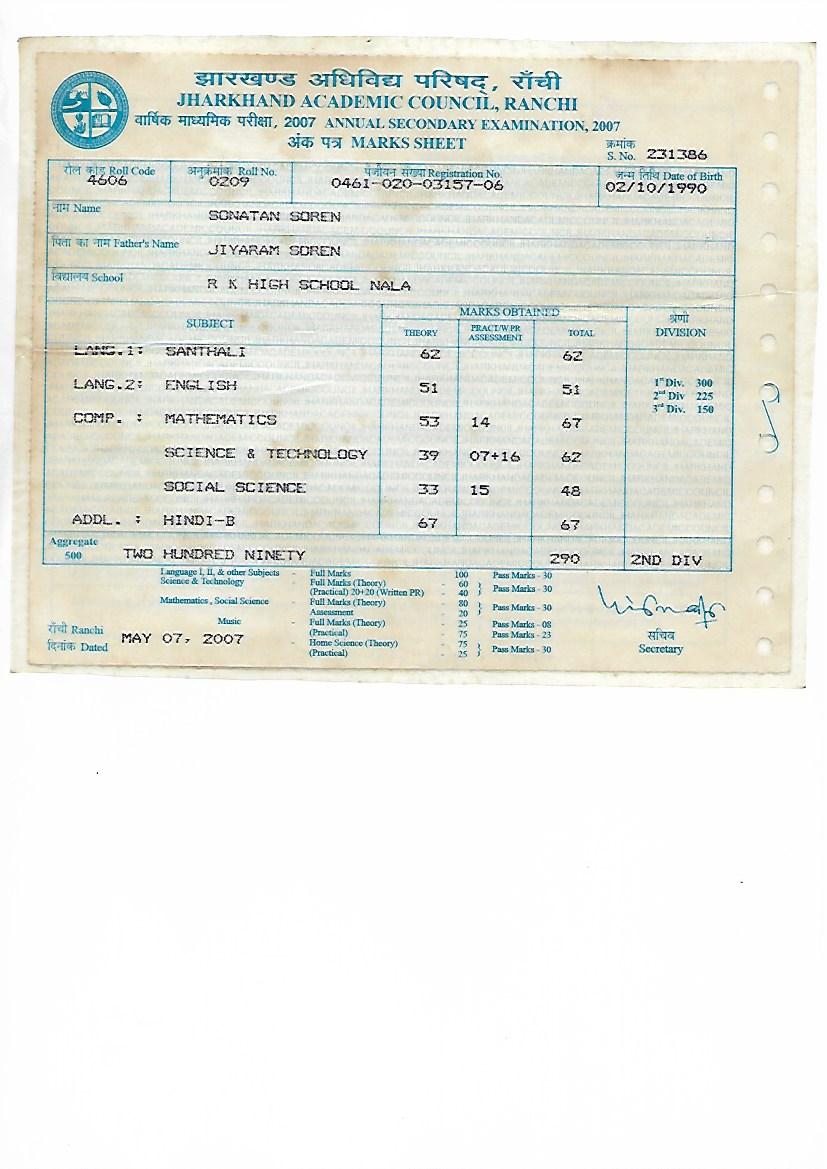 झारखण्ड अधिविद्य परिषद्, राँची
JHARKHAND ACADEMIC COUNCIL, RANCHI
वार्षिक माध्यमिक परीक्षा, 2007 ANNUAL SECONDARY EXAMINATION, 2007
अंक पत्र MARKS SHEET
क्रमांक
S. No. 231386
रोल कोड Roll Code अनुक्रमांक Roll No. पंजीयन संख्या Registration No. जन्म तिथि Date of Birth
4606 0209 0461-020-03157-06 02/10/1990
नाम Name SONATAN SOREN
पिता का नाम Father's Name JIYARAM SOREN
विद्यालय School R K HIGH SCHOOL NALA
SUBJECT MARKS OBTAINED श्रेणी DIVISION
THEORY PRACT/W.PR ASSESSMENT TOTAL
LANG.1: SANTHALI 62 62
LANG.2: ENGLISH 51 51
1st Div. 300
2nd Div 225
3rd Div. 150
COMP. : MATHEMATICS 53 14 67
SCIENCE & TECHNOLOGY 39 07+16 62
SOCIAL SCIENCE 33 15 48
ADDL. : HINDI-B 67 67
Aggregate 500 TWO HUNDRED NINETY 290 2ND DIV
Language I, II, & other Subjects - Full Marks 100 Pass Marks - 30
Science & Technology - Full Marks (Theory) - 60
(Practical) 20+20 (Written PR) - 40 } Pass Marks - 30
Mathematics, Social Science - Full Marks (Theory) - 80
Assessment - 20 } Pass Marks - 30
Music - Full Marks (Theory) - 25 Pass Marks - 08
(Practical) - 75 Pass Marks - 23
- Home Science (Theory) - 75
(Practical) - 25 } Pass Marks - 30
राँची Ranchi
दिनांक Dated MAY 07, 2007
सचिव
Secretary